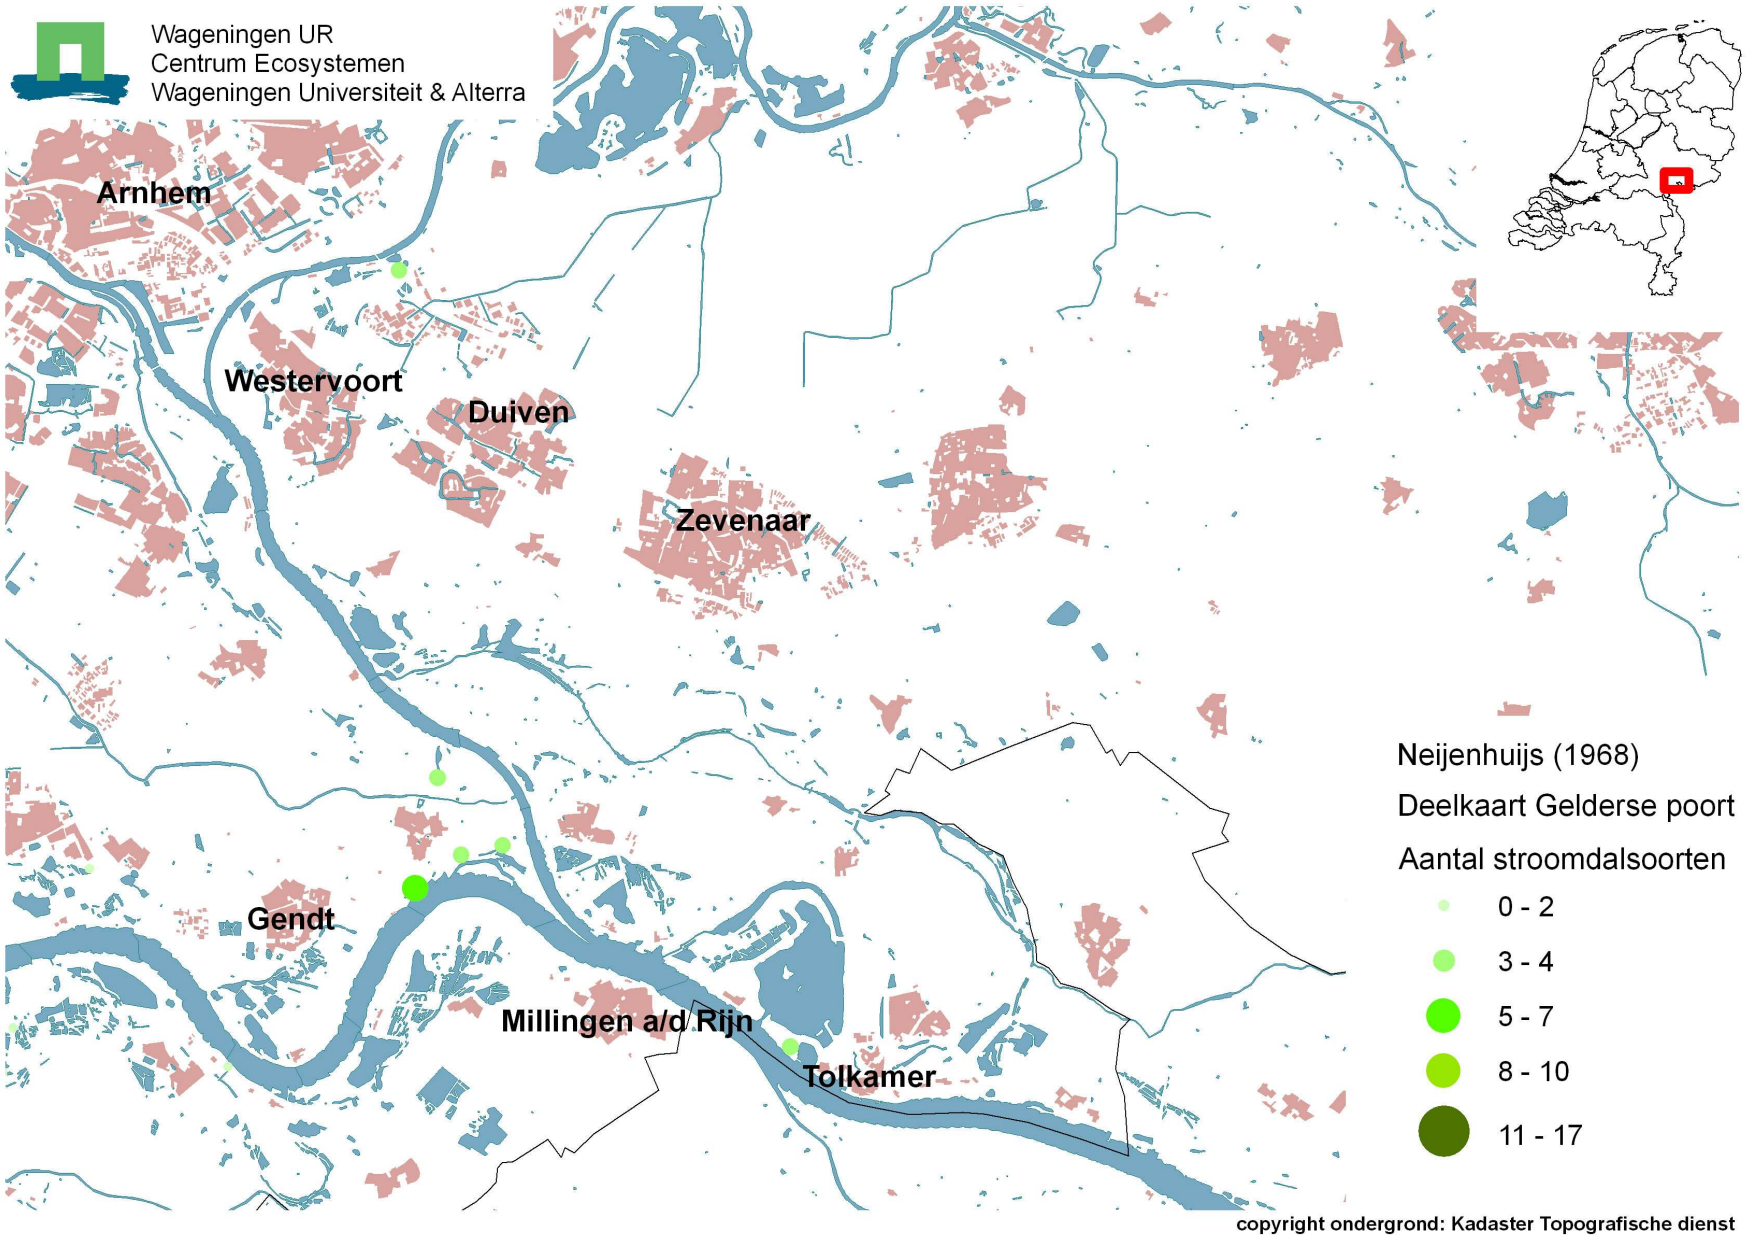 Wageningen UR
Centrum Ecosystemen
Wageningen Universiteit & Alterra
Arnhem
Westervoort
Duiven
Zevenaar
Gendt
Millingen a/d Rijn
Tolkamer
Neijenhuijs (1968)
Deelkaart Gelderse poort
Aantal stroomdalsoorten
0 - 2
3 - 4
5 - 7
8 - 10
11 - 17
copyright ondergrond: Kadaster Topografische dienst